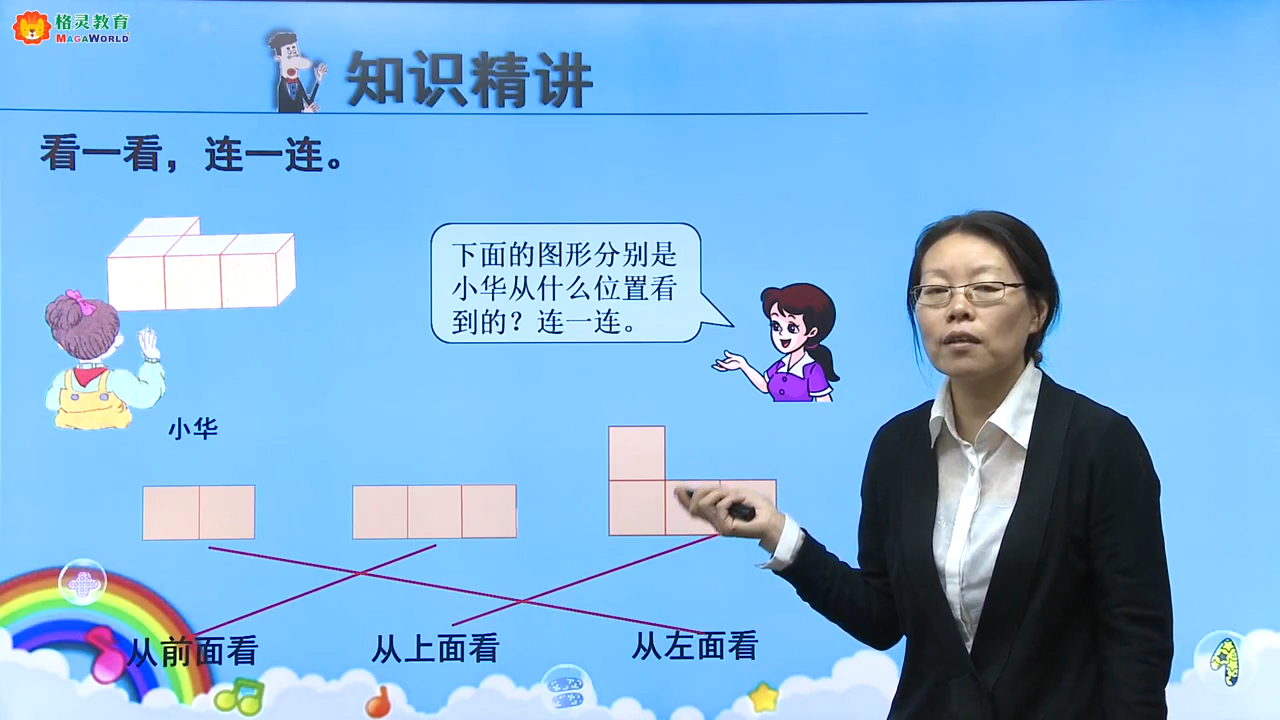 格灵教育
MAGAWORLD
知识精讲
看一看，连一连。
下面的图形分别是
小华从什么位置看
到的？连一连。
小华
从前面看
从上面看
从左面看